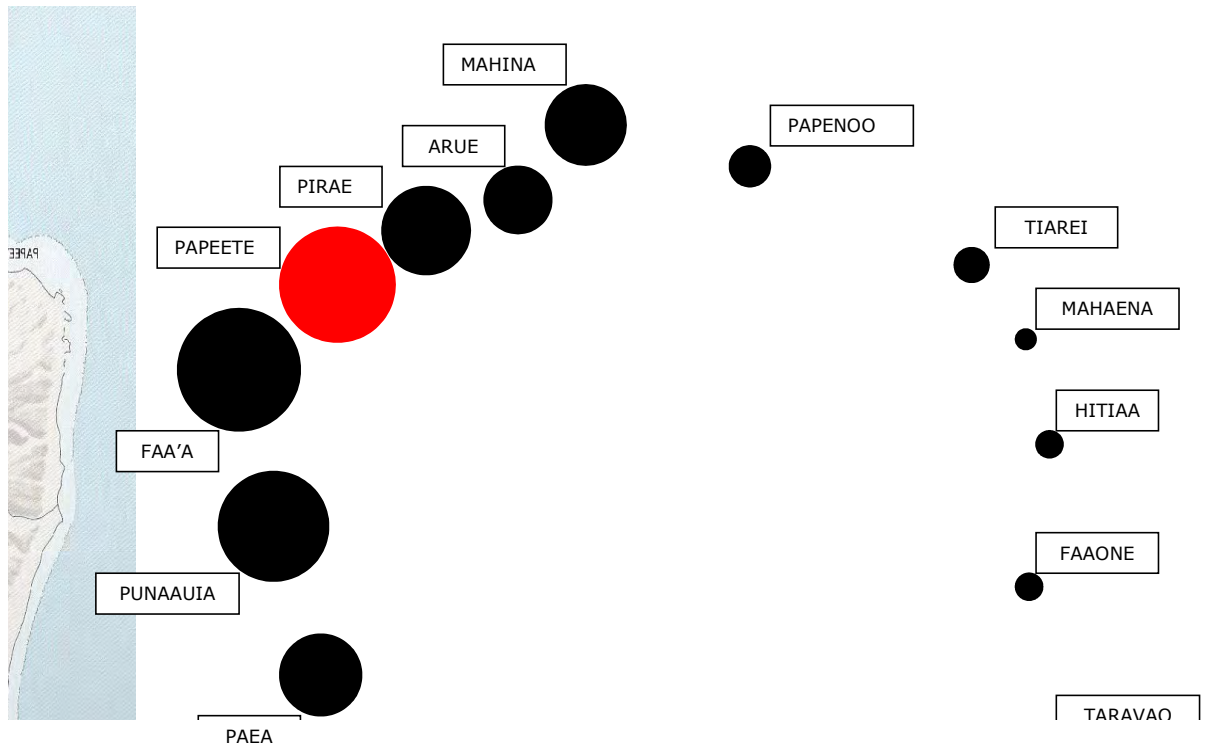 MAHINA
PAPENOO
ARUE
PIRAE
TIAREI
PAPEETE
MAHAENA
HITIAA
FAA’A
FAAONE
PUNAAUIA
TARAVAO
PAEA